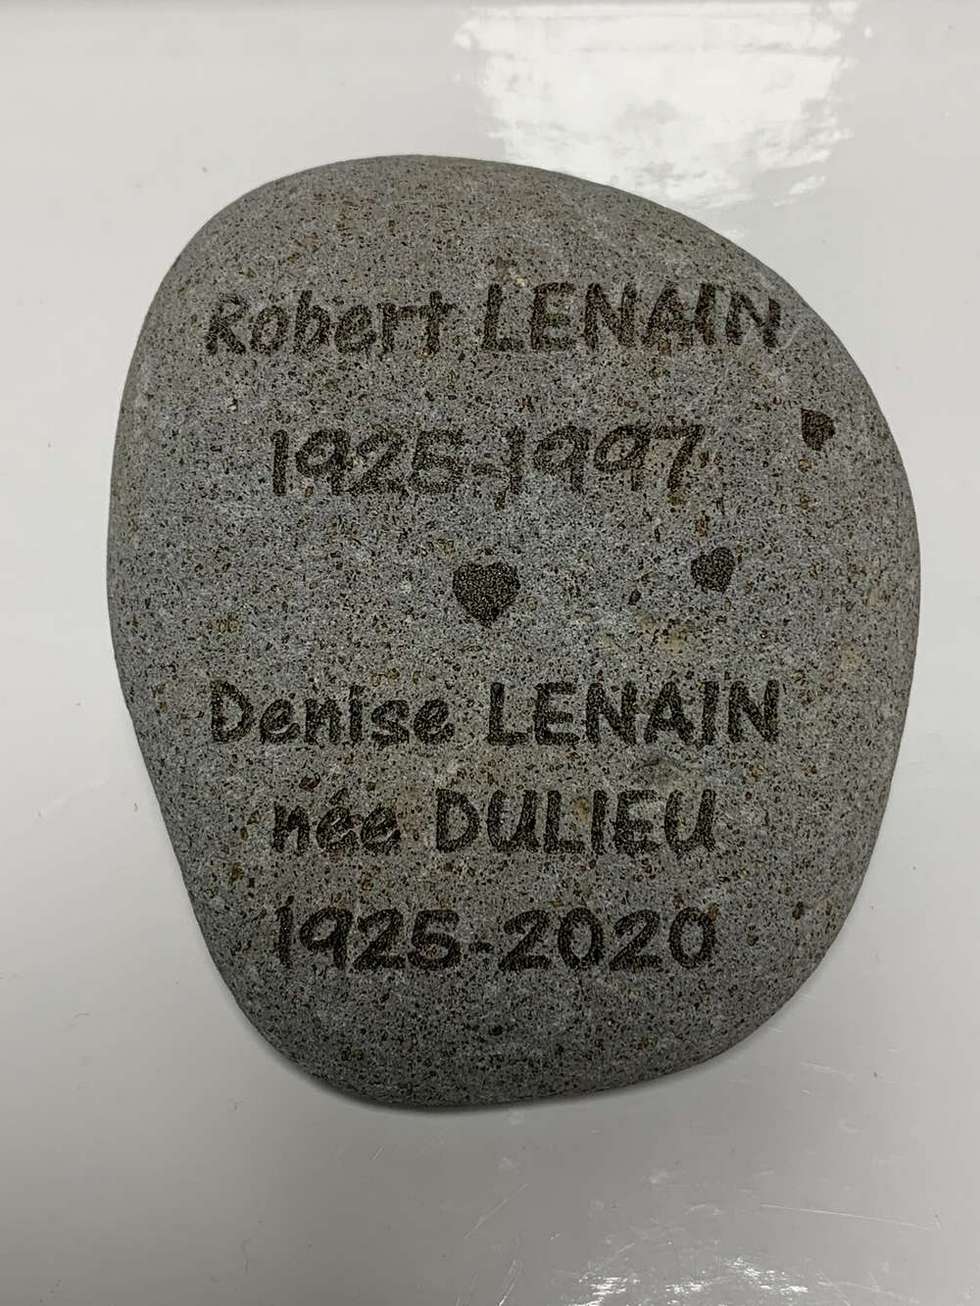 Robert LENAIN
1925-1997
Denise LENAIN
née DULIEU
1925-2020